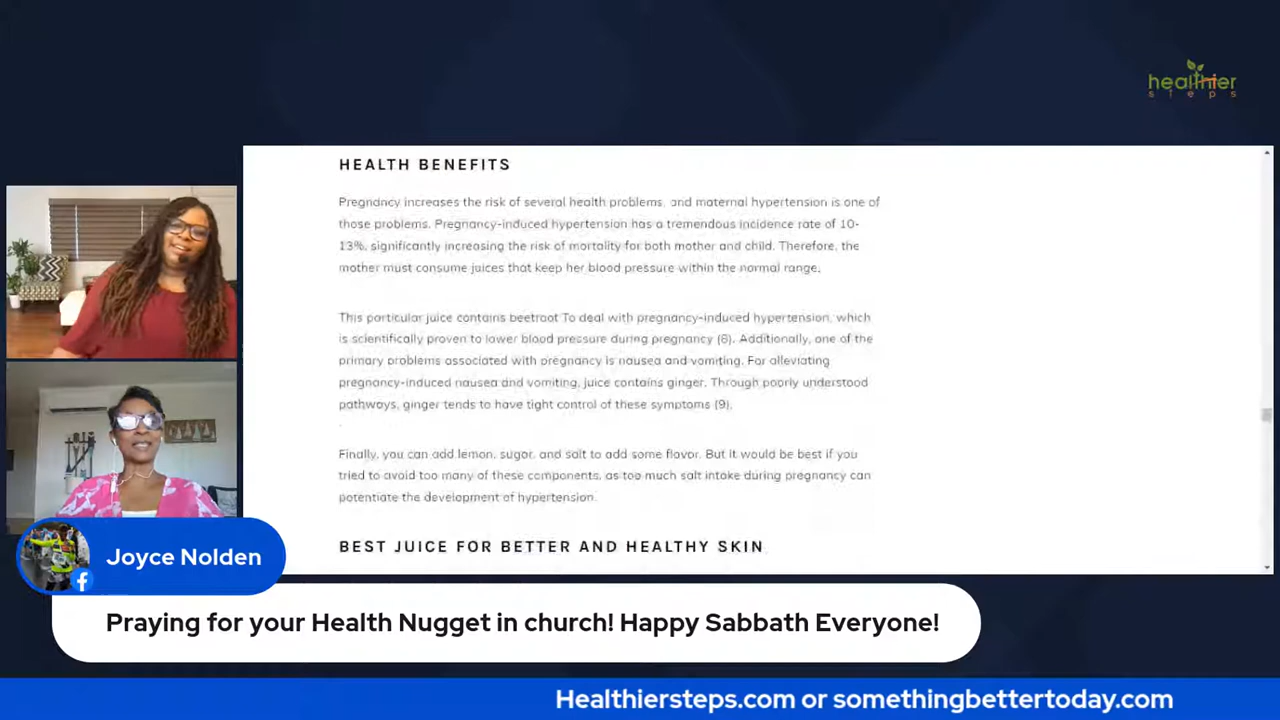 healthier
steps
HEALTH BENEFITS
Pregnancy increases the risk of several health problems, and maternal hypertension is one of
those problems. Pregnancy-induced hypertension has a tremendous incidence rate of 10-
13%, significantly increasing the risk of mortality for both mother and child. Therefore, the
mother must consume juices that keep her blood pressure within the normal range.
This particular juice contains beetroot To deal with pregnancy-induced hypertension, which
is scientifically proven to lower blood pressure during pregnancy (8). Additionally, one of the
primary problems associated with pregnancy is nausea and vomiting. For alleviating
pregnancy-induced nausea and vomiting, juice contains ginger. Through poorly understood
pathways, ginger tends to have tight control of these symptoms (9).
.
Finally, you can add lemon, sugar, and salt to add some flavor. But it would be best if you
tried to avoid too many of these components, as too much salt intake during pregnancy can
potentiate the development of hypertension.
BEST JUICE FOR BETTER AND HEALTHY SKIN
Joyce Nolden
Praying for your Health Nugget in church! Happy Sabbath Everyone!
Healthiersteps.com or somethingbettertoday.com